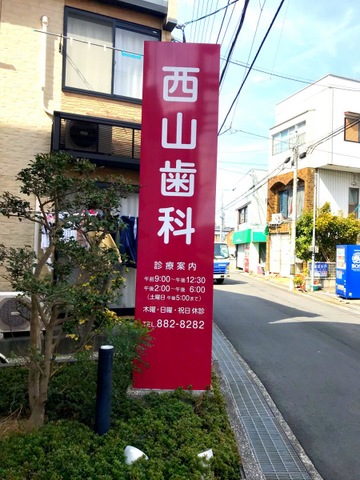 西山歯科
診療案内
午前9:00〜午後12:30
午後2:00〜午後 6:00
(土曜日 午後5:00まで)
木曜・日曜・祝日 休診
TEL 882-8282